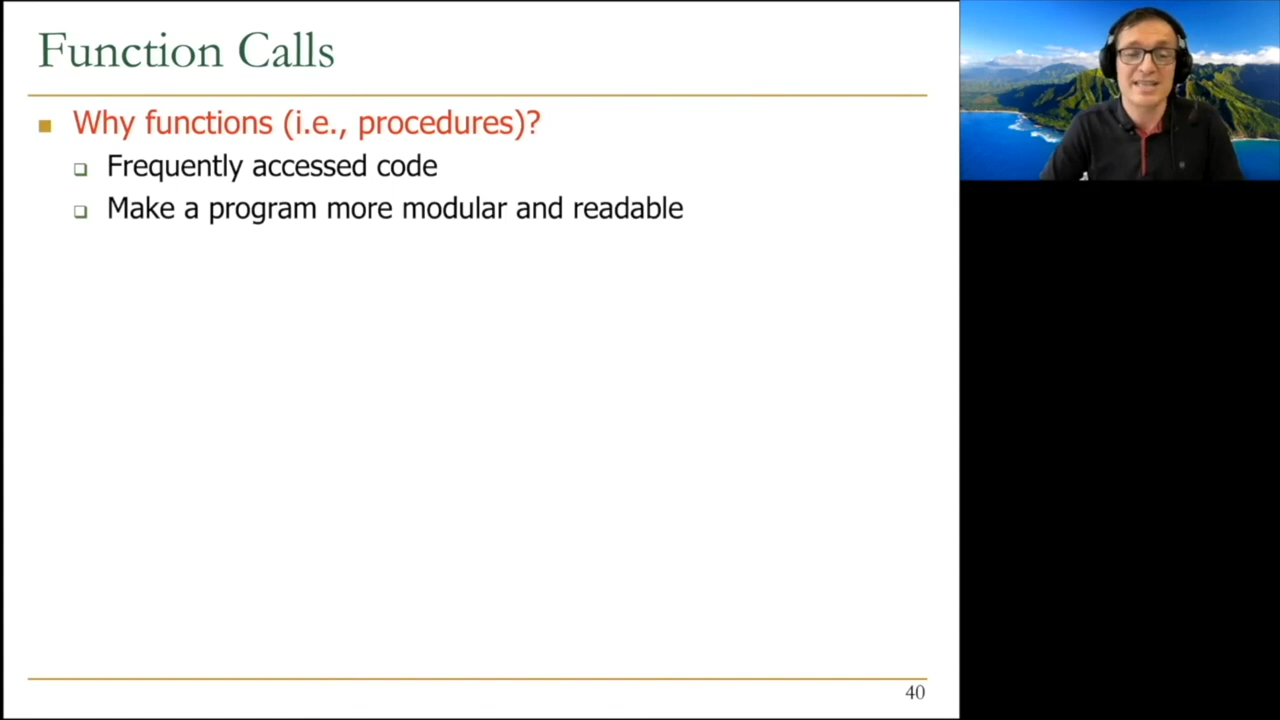 Function Calls
Why functions (i.e., procedures)?
Frequently accessed code
Make a program more modular and readable
40